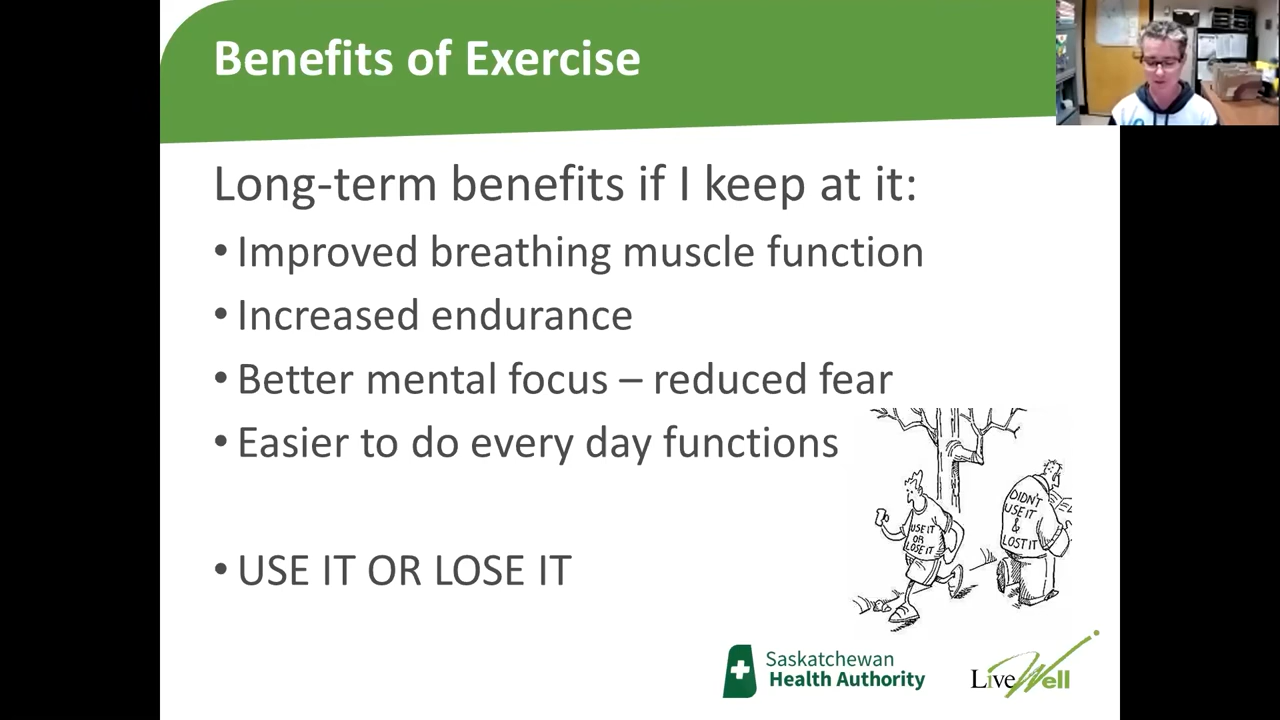 Benefits of Exercise
Long-term benefits if I keep at it:
• Improved breathing muscle function
• Increased endurance
• Better mental focus – reduced fear
• Easier to do every day functions
• USE IT OR LOSE IT
USE IT
OR
LOSE IT
DIDN'T
USE IT
&
LOST IT
Saskatchewan
Health Authority
LiveWell